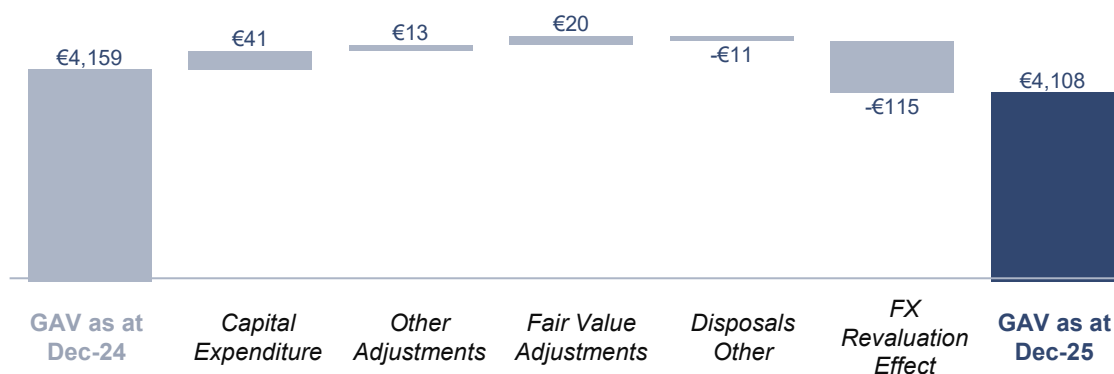 €4,159
€41
€13
€20
-€11
-€115
€4,108
GAV as at
Dec-24
Capital
Expenditure
Other
Adjustments
Fair Value
Adjustments
Disposals
Other
FX
Revaluation
Effect
GAV as at
Dec-25